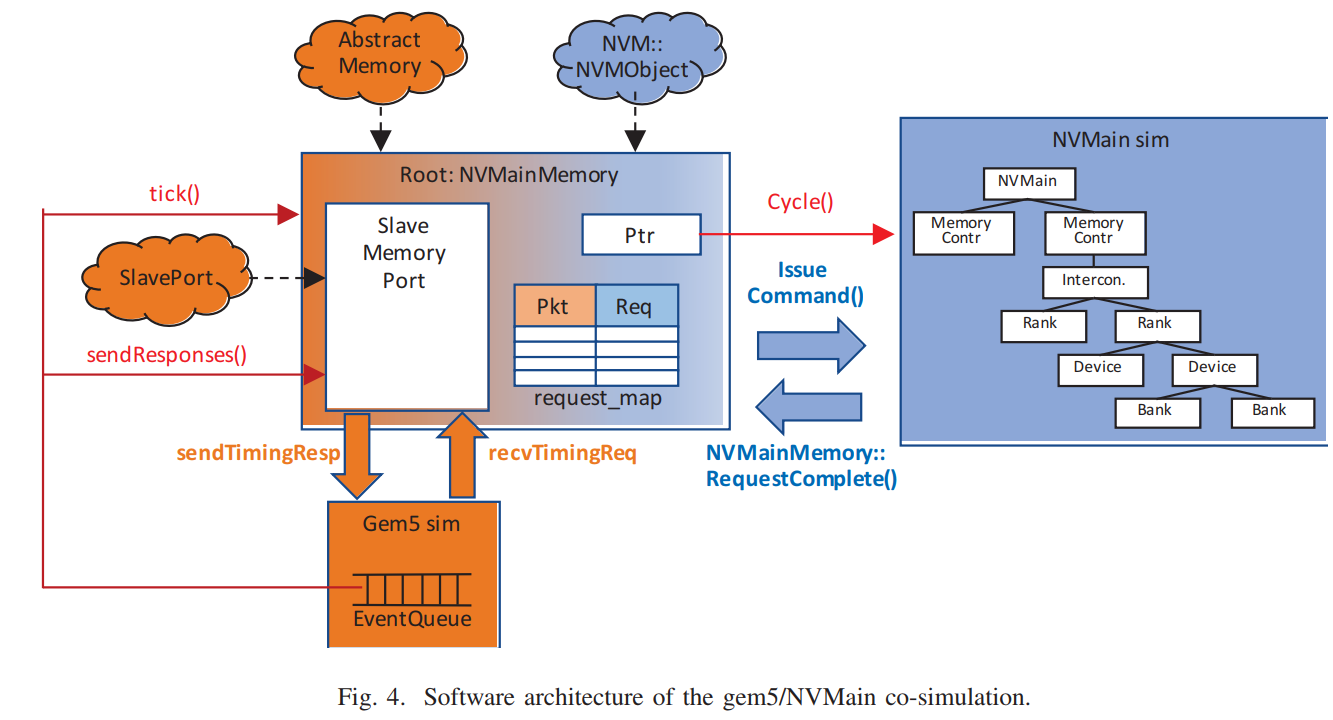 Abstract
Memory
NVM::
NVMObject
NVMain sim
Root: NVMainMemory
tick()
Slave
Memory
Port
Ptr
Cycle()
NVMain
Memory
Contr
Memory
Contr
SlavePort
Issue
Command()
Intercon.
Pkt
Req
Rank
Rank
sendResponses()
Device
Device
request_map
Bank
Bank
sendTimingResp
recvTimingReq
NVMainMemory::
RequestComplete()
Gem5 sim
EventQueue
Fig. 4. Software architecture of the gem5/NVMain co-simulation.